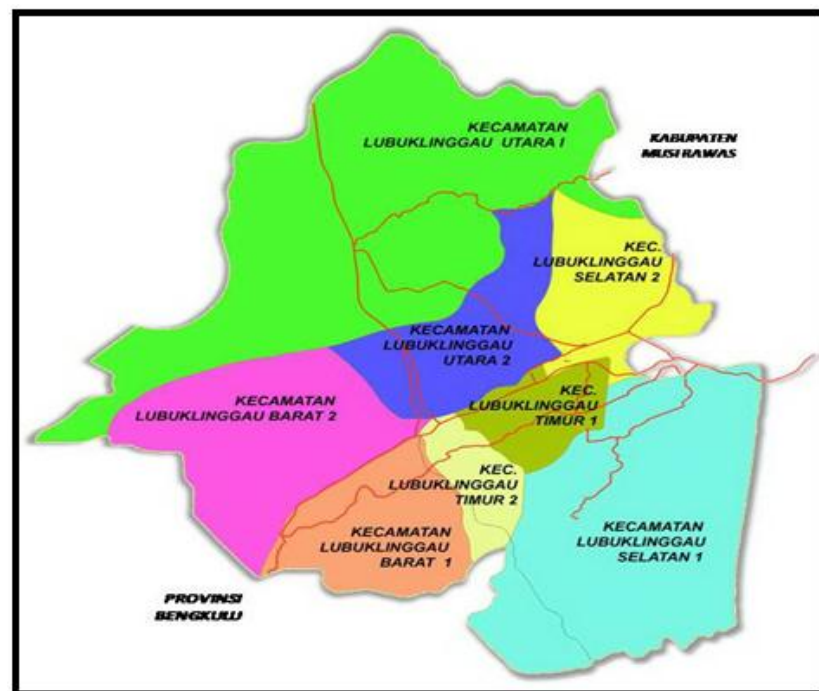 KECAMATAN
LUBUKLINGGAU UTARA I
KABUPATEN
MUSI RAWAS
KEC.
LUBUKLINGGAU
SELATAN 2
KECAMATAN
LUBUKLINGGAU
UTARA 2
KECAMATAN
LUBUKLINGGAU BARAT 2
KEC.
LUBUKLINGGAU
TIMUR 1
KEC.
LUBUKLINGGAU
TIMUR 2
KECAMATAN
LUBUKLINGGAU
BARAT 1
KECAMATAN
LUBUKLINGGAU
SELATAN 1
PROVINSI
BENGKULU